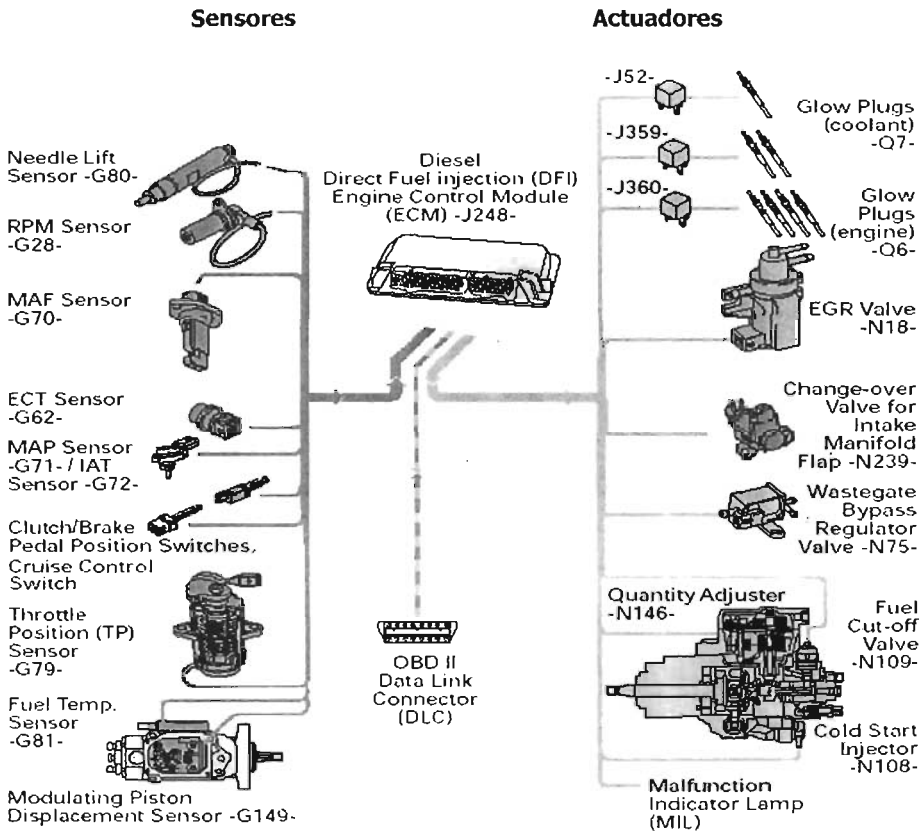 Sensores
Actuadores
Needle Lift
Sensor -G80-
RPM Sensor
-G28-
MAF Sensor
-G70-
ECT Sensor
-G62-
MAP Sensor
-G71- / IAT
Sensor -G72-
Clutch/Brake
Pedal Position Switches,
Cruise Control
Switch
Throttle
Position (TP)
Sensor
-G79-
Fuel Temp.
Sensor
-G81-
Modulating Piston
Displacement Sensor -G149-
Diesel
Direct Fuel injection (DFI)
Engine Control Module
(ECM) -J248-
OBD II
Data Link
Connector
(DLC)
-J52-
Glow Plugs
(coolant)
-Q7-
-J359-
-J360-
Glow
Plugs
(engine)
-Q6-
EGR Valve
-N18-
Change-over
Valve for
Intake
Manifold
Flap -N239-
Wastegate
Bypass
Regulator
Valve -N75-
Quantity Adjuster
-N146-
Fuel
Cut-off
Valve
-N109-
Cold Start
Injector
-N108-
Malfunction
Indicator Lamp
(MIL)